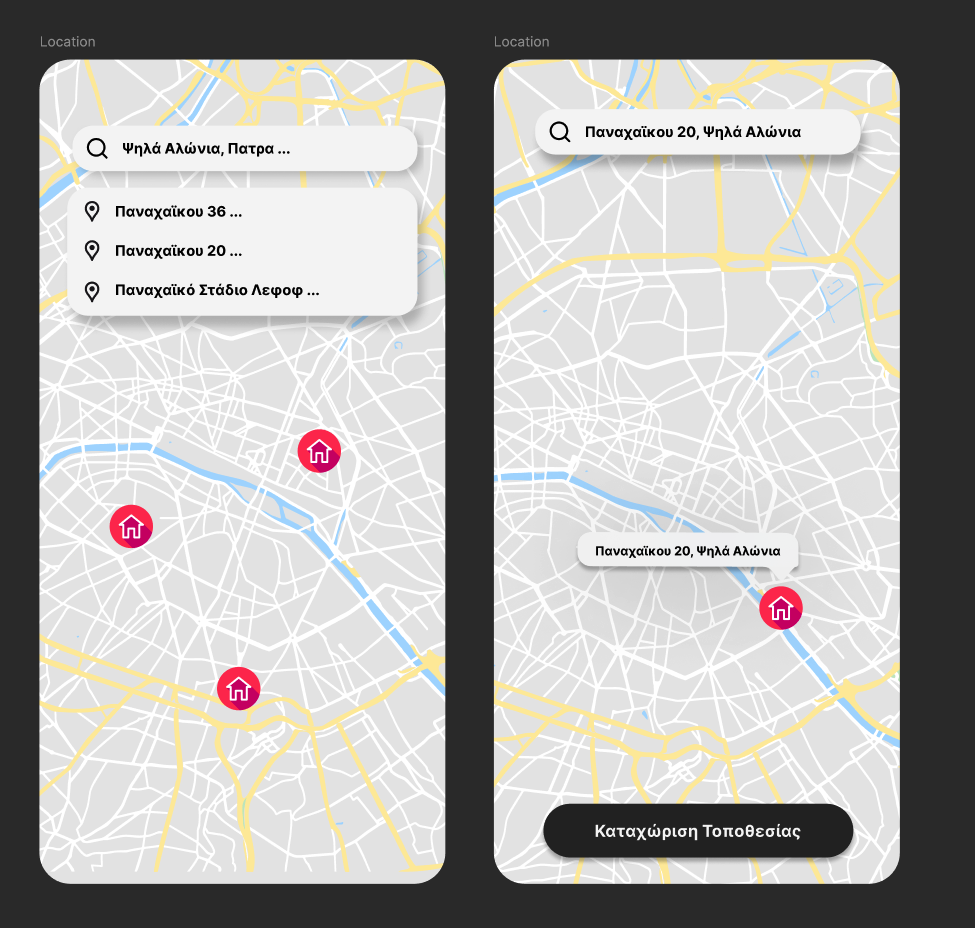 Location
Ψηλά Αλώνια, Πατρα ...
Παναχαϊκου 36 ...
Παναχαϊκου 20 ...
Παναχαϊκό Στάδιο Λεφοφ ...
Location
Παναχαϊκου 20, Ψηλά Αλώνια
Παναχαϊκου 20, Ψηλά Αλώνια
Καταχώριση Τοποθεσίας